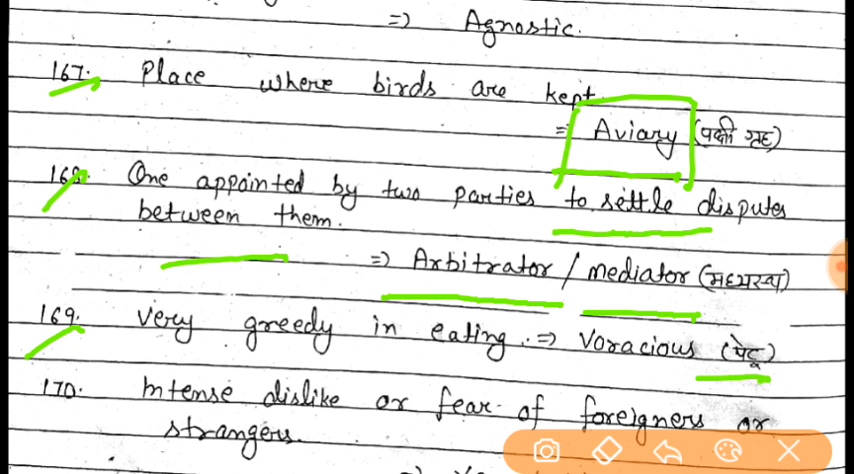 => Agnostic.
167. Place where birds are kept
=> Aviary (पक्षी गृह)
168. One appointed by two parties to settle disputes
between them.
=> Arbitrator / mediator (मध्यस्थ)
169. Very greedy in eating. => Voracious (पेटू)
170. Intense dislike or fear of foreigners or
strangers.